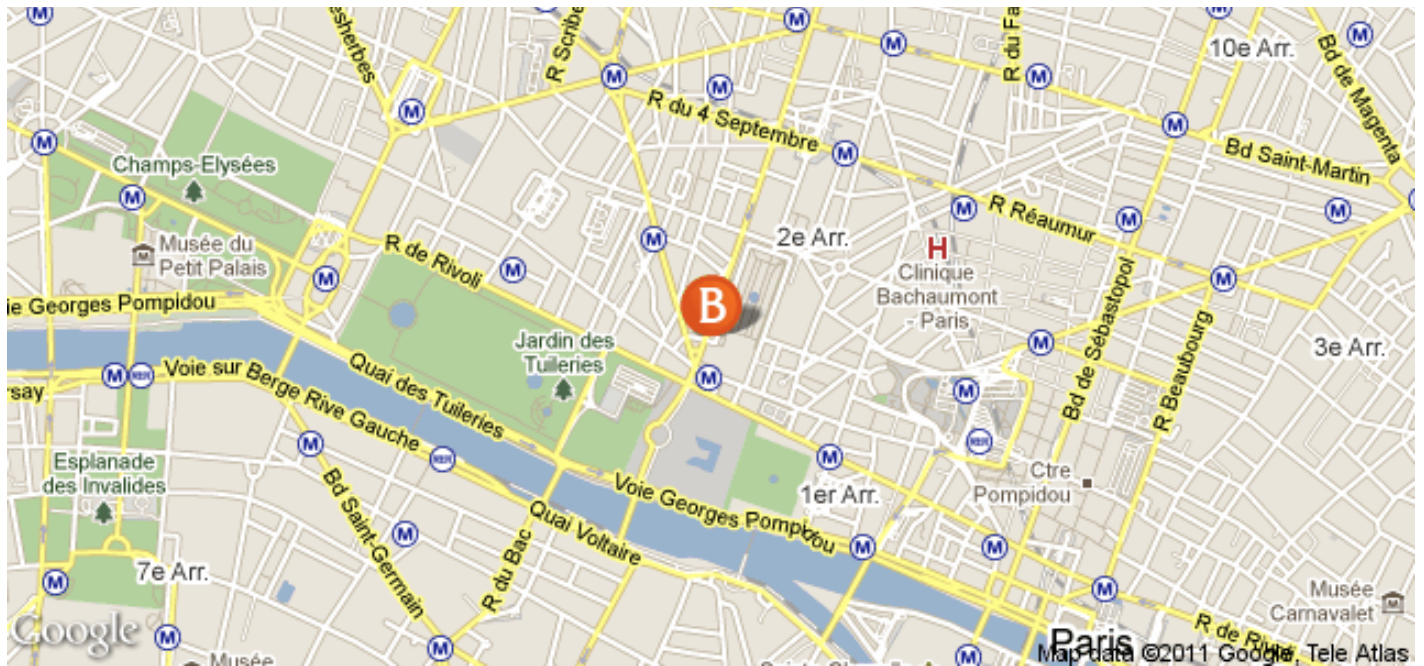 esherbes
R Scribe
R du Fa
10e Arr.
Bd de Magenta
R du 4 Septembre
Bd Saint-Martin
Champs-Elysées
R Réaumur
Musée du
Petit Palais
R de Rivoli
2e Arr.
H
Clinique
Bachaumont
- Paris
ie Georges Pompidou
B
Bd de Sébastopol
R Beaubourg
3e Arr.
Jardin des
Tuileries
Voie sur Berge Rive Gauche
Quai des Tuileries
rsay
Esplanade
des Invalides
Ctre
Pompidou
Voie Georges Pompidou
1er Arr.
Bd Saint-Germain
Quai Voltaire
R du Bac
7e Arr.
Musée
Carnavalet
R de Rivoli
Google
Paris
Musée
Map data ©2011 Google, Tele Atlas